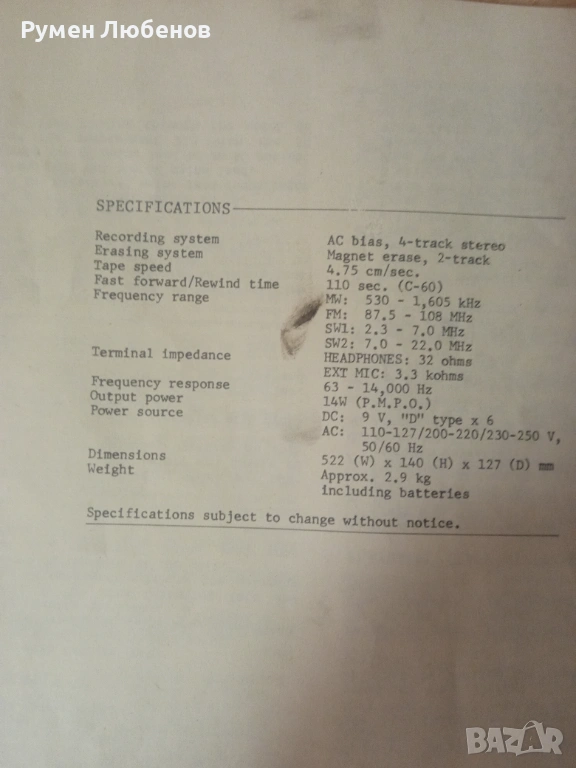 Румен Любенов
SPECIFICATIONS
Recording system AC bias, 4-track stereo
Erasing system Magnet erase, 2-track
Tape speed 4.75 cm/sec.
Fast forward/Rewind time 110 sec. (C-60)
Frequency range MW: 530 - 1,605 kHz
FM: 87.5 - 108 MHz
SW1: 2.3 - 7.0 MHz
SW2: 7.0 - 22.0 MHz
Terminal impedance HEADPHONES: 32 ohms
EXT MIC: 3.3 kohms
Frequency response 63 - 14,000 Hz
Output power 14W (P.M.P.O.)
Power source DC: 9 V, "D" type x 6
AC: 110-127/200-220/230-250 V,
50/60 Hz
Dimensions 522 (W) x 140 (H) x 127 (D) mm
Weight Approx. 2.9 kg
including batteries
Specifications subject to change without notice.
BAZAR